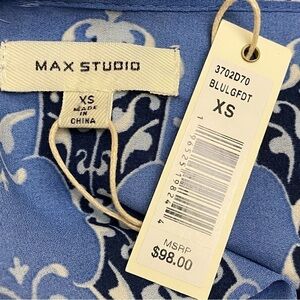 MAX STUDIO
XS
MADE IN
CHINA
3702D70
BLULGFDT
XS
MSRP
$98.00